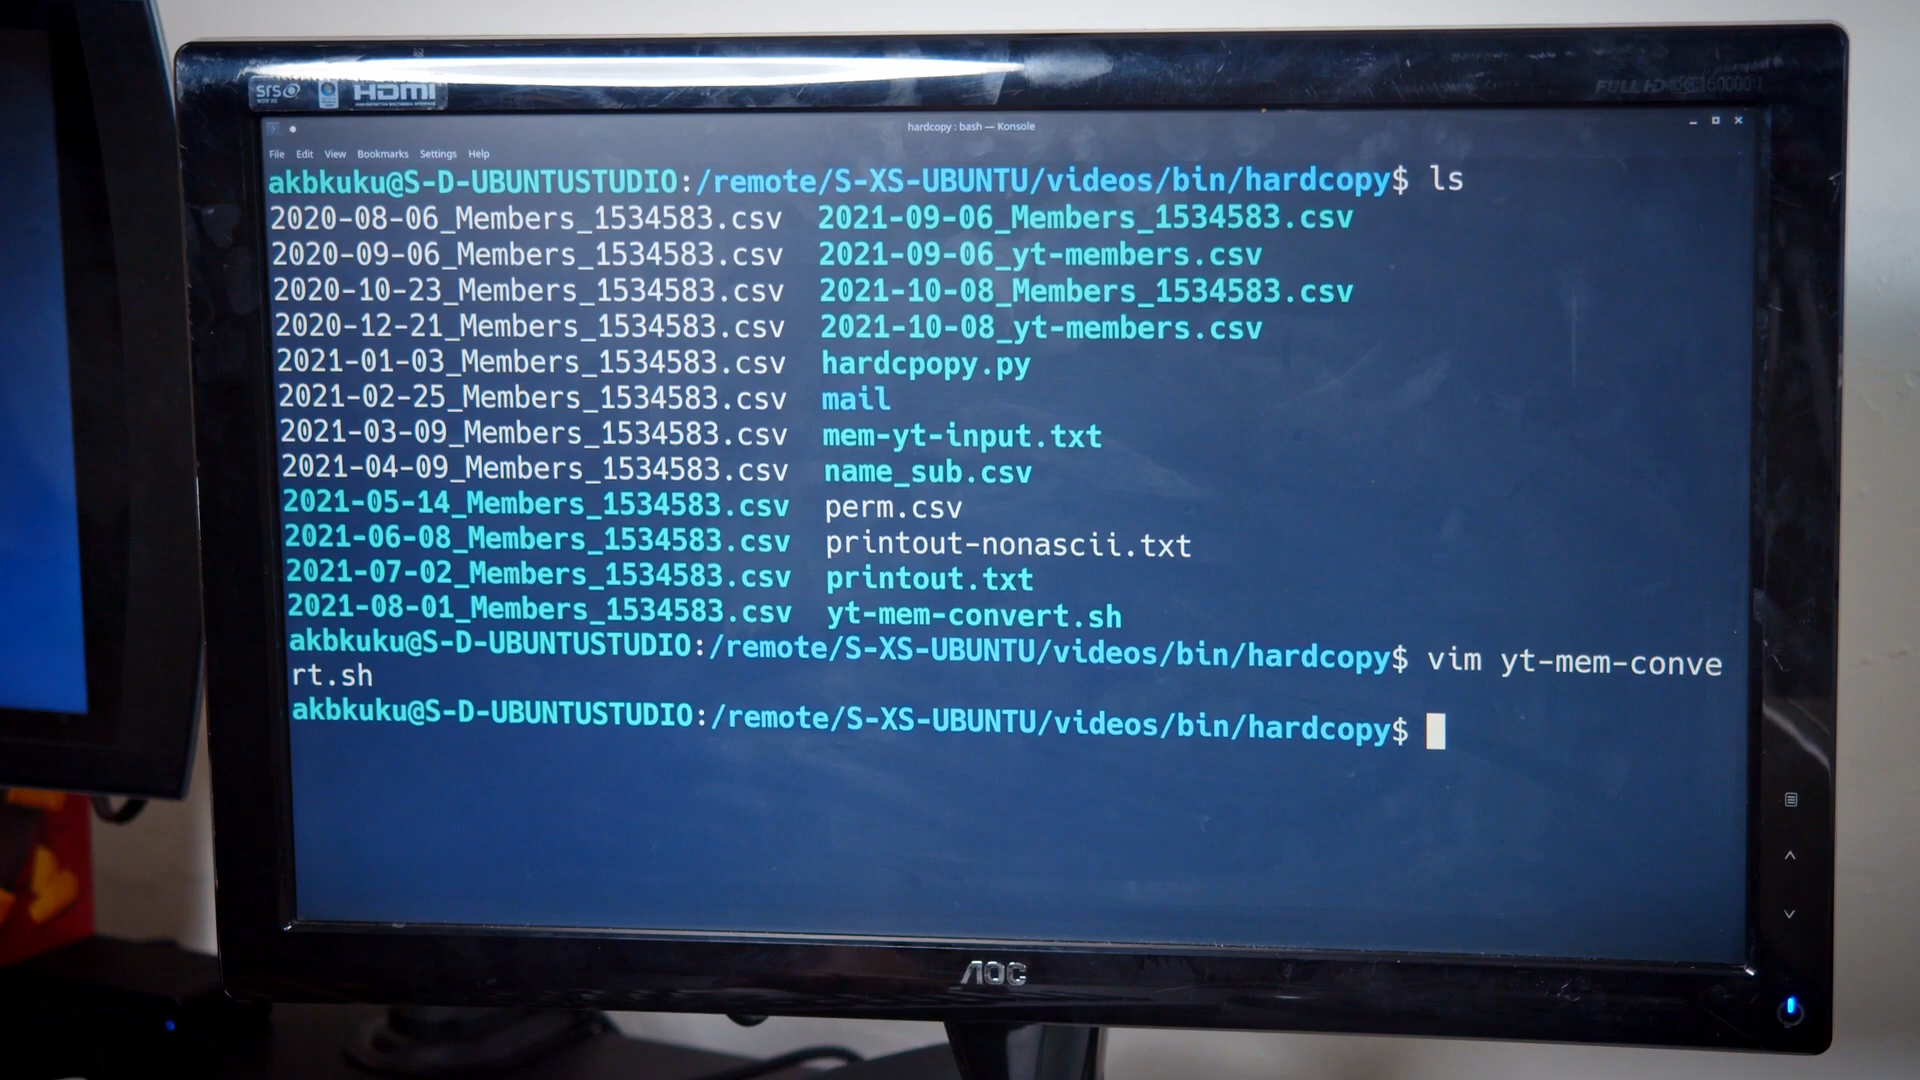 srs
HDMI
FULL HD
hardcopy : bash — Konsole
File Edit View Bookmarks Settings Help
akbkuku@S-D-UBUNTUSTUDIO:/remote/S-XS-UBUNTU/videos/bin/hardcopy$ ls
2020-08-06_Members_1534583.csv 2021-09-06_Members_1534583.csv
2020-09-06_Members_1534583.csv 2021-09-06_yt-members.csv
2020-10-23_Members_1534583.csv 2021-10-08_Members_1534583.csv
2020-12-21_Members_1534583.csv 2021-10-08_yt-members.csv
2021-01-03_Members_1534583.csv hardcpopy.py
2021-02-25_Members_1534583.csv mail
2021-03-09_Members_1534583.csv mem-yt-input.txt
2021-04-09_Members_1534583.csv name_sub.csv
2021-05-14_Members_1534583.csv perm.csv
2021-06-08_Members_1534583.csv printout-nonascii.txt
2021-07-02_Members_1534583.csv printout.txt
2021-08-01_Members_1534583.csv yt-mem-convert.sh
akbkuku@S-D-UBUNTUSTUDIO:/remote/S-XS-UBUNTU/videos/bin/hardcopy$ vim yt-mem-conve
rt.sh
akbkuku@S-D-UBUNTUSTUDIO:/remote/S-XS-UBUNTU/videos/bin/hardcopy$
AOC